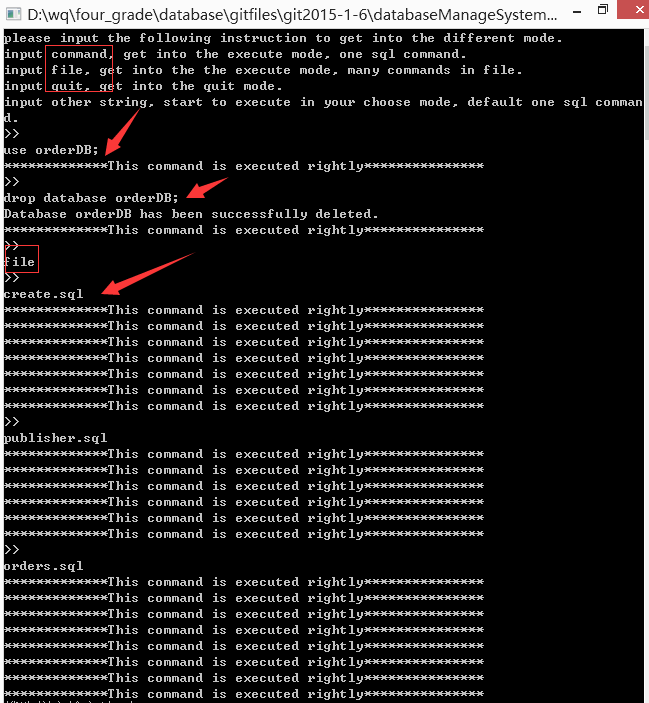 D:\wq\four_grade\database\gitfiles\git2015-1-6\databaseManageSystem...
please input the following instruction to get into the different mode.
input command, get into the execute mode, one sql command.
input file, get into the the execute mode, many commands in file.
input quit, get into the quit mode.
input other string, start to execute in your choose mode, default one sql comman
d.
>>
use orderDB;
*************This command is executed rightly***************
>>
drop database orderDB;
Database orderDB has been successfully deleted.
*************This command is executed rightly***************
>>
file
>>
create.sql
*************This command is executed rightly***************
*************This command is executed rightly***************
*************This command is executed rightly***************
*************This command is executed rightly***************
*************This command is executed rightly***************
*************This command is executed rightly***************
*************This command is executed rightly***************
>>
publisher.sql
*************This command is executed rightly***************
*************This command is executed rightly***************
*************This command is executed rightly***************
*************This command is executed rightly***************
*************This command is executed rightly***************
*************This command is executed rightly***************
>>
orders.sql
*************This command is executed rightly***************
*************This command is executed rightly***************
*************This command is executed rightly***************
*************This command is executed rightly***************
*************This command is executed rightly***************
*************This command is executed rightly***************
*************This command is executed rightly***************
*************This command is executed rightly***************